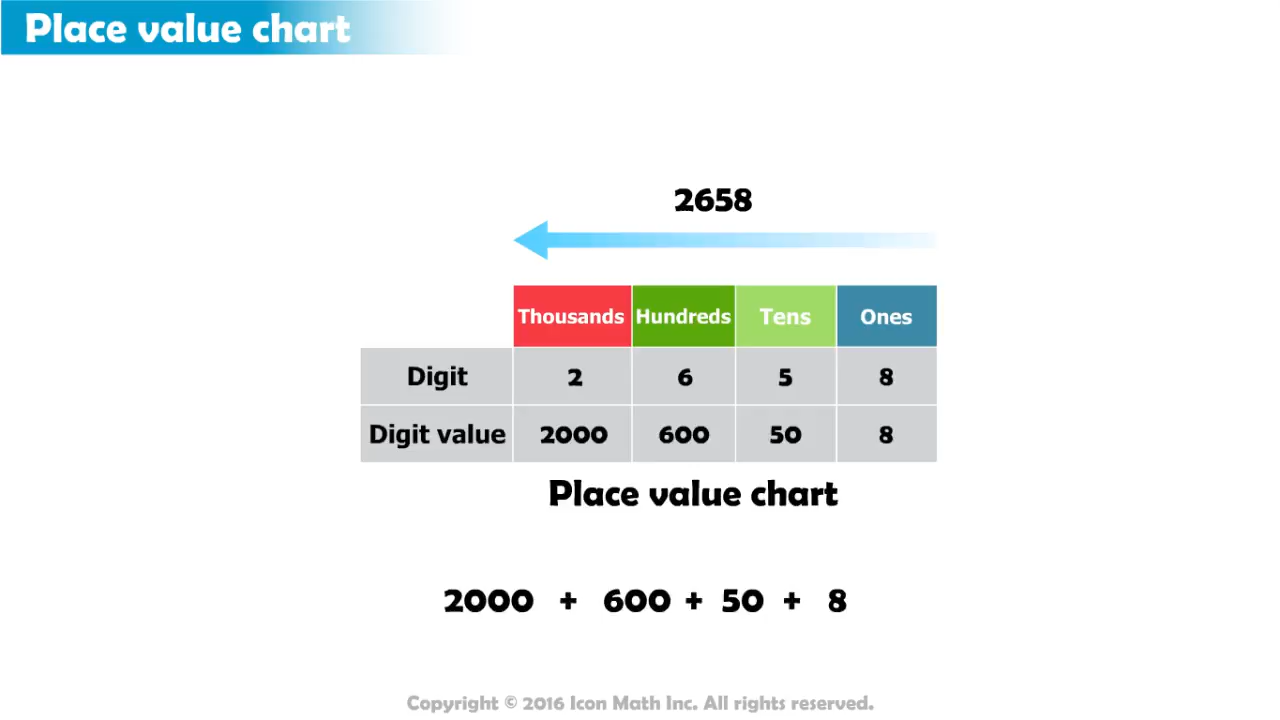 Place value chart
2658
Thousands Hundreds Tens Ones
Digit 2 6 5 8
Digit value 2000 600 50 8
Place value chart
2000 + 600 + 50 + 8
Copyright © 2016 Icon Math Inc. All rights reserved.